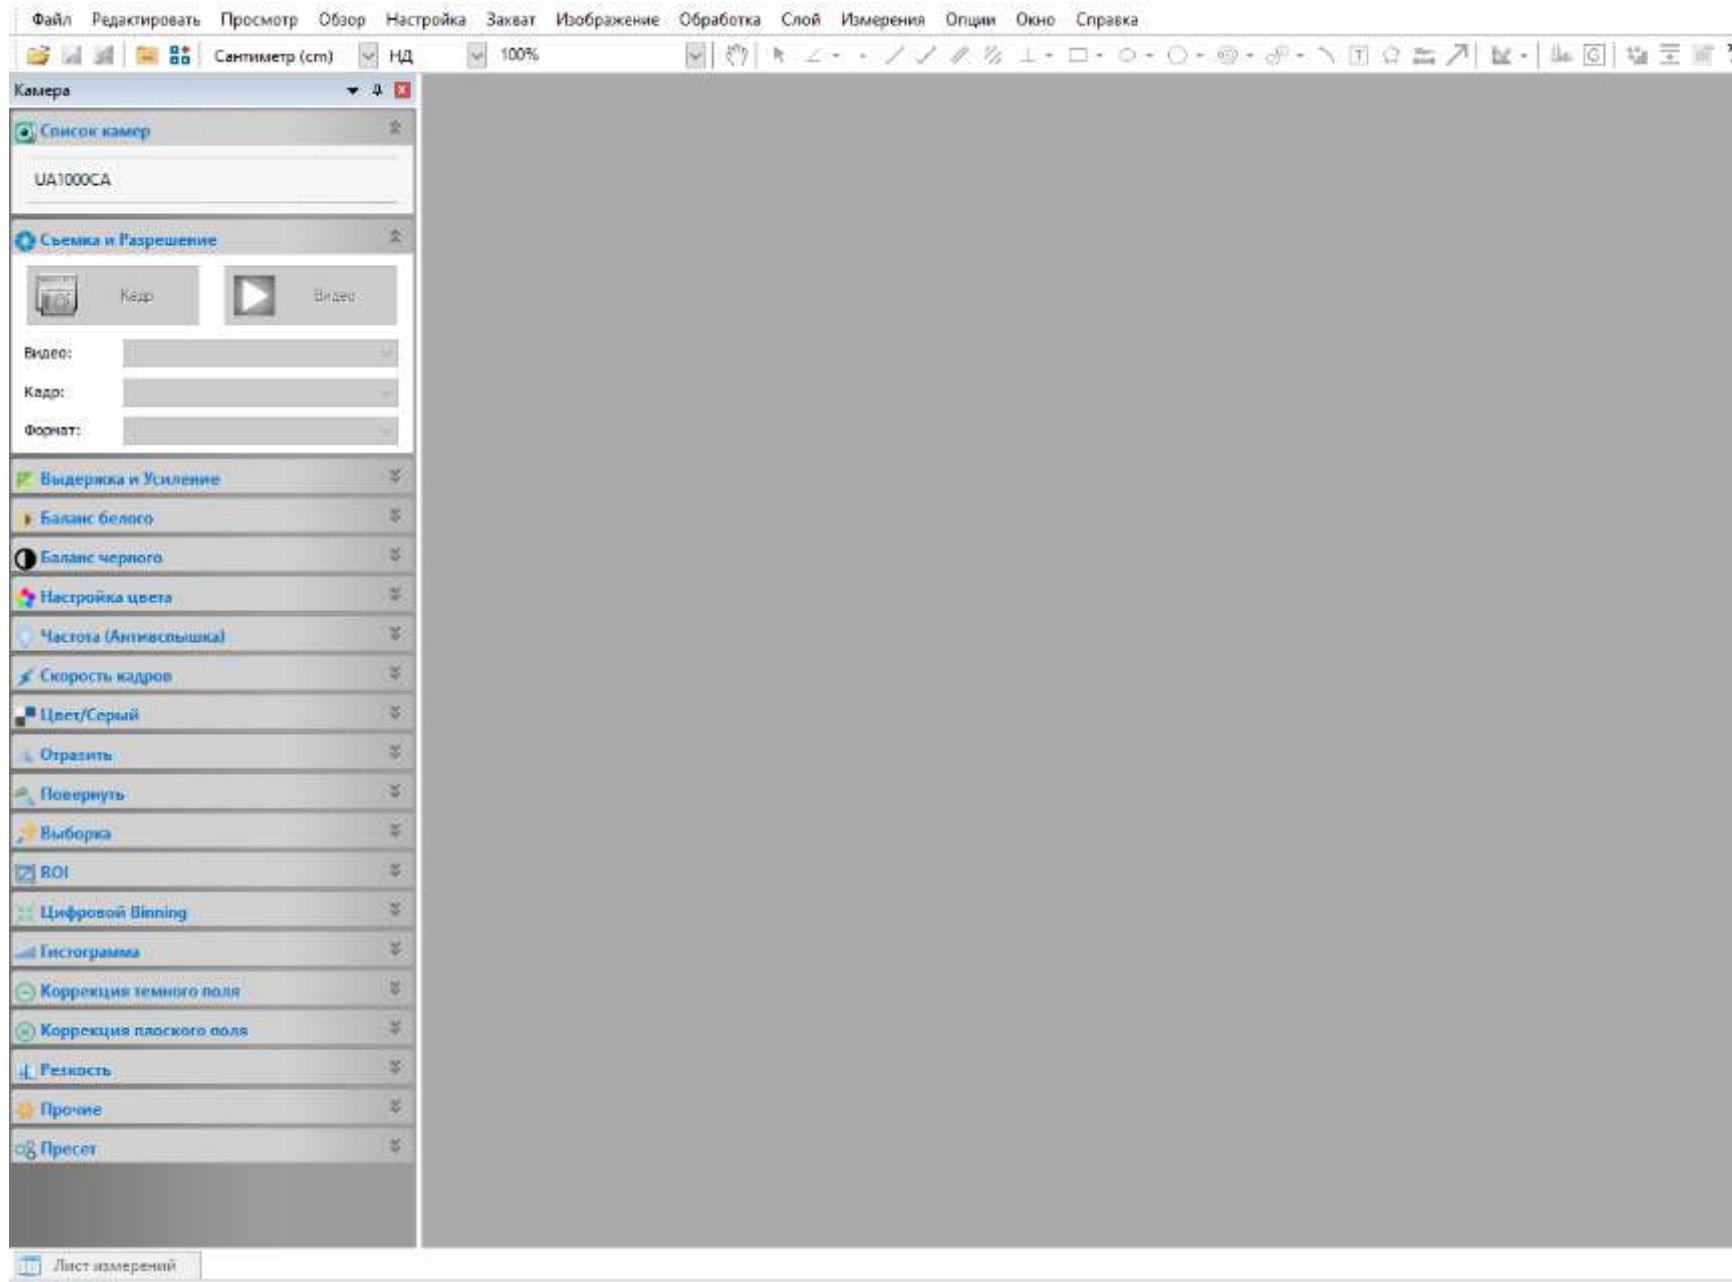 Файл Редактировать Просмотр Обзор Настройка Захват Изображение Обработка Слой Измерения Опции Окно Справка
Сантиметр (cm) НД 100%
Камера
Список камер
UA1000CA
Съемка и Разрешение
Кадр Видео
Видео:
Кадр:
Формат:
Выдержка и Усиление
Баланс белого
Баланс черного
Настройка цвета
Частота (Антивспышка)
Скорость кадров
Цвет/Серый
Отразить
Повернуть
Выборка
ROI
Цифровой Binning
Гистограмма
Коррекция темного поля
Коррекция плоского поля
Резкость
Прочие
Пресет
Лист измерений